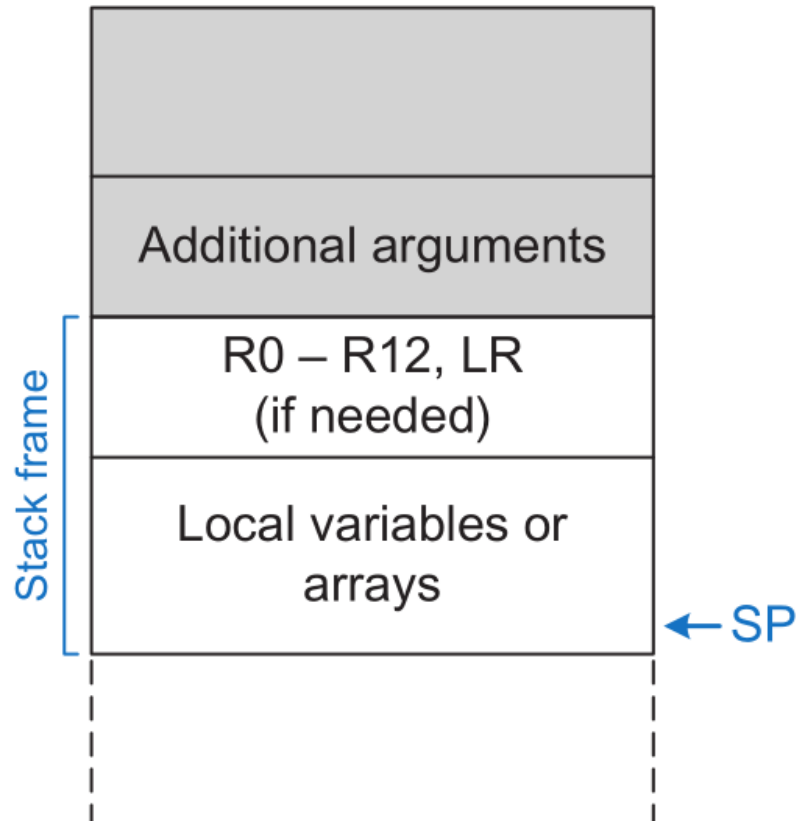 Additional arguments
R0 – R12, LR
(if needed)
Stack frame
Local variables or
arrays
SP